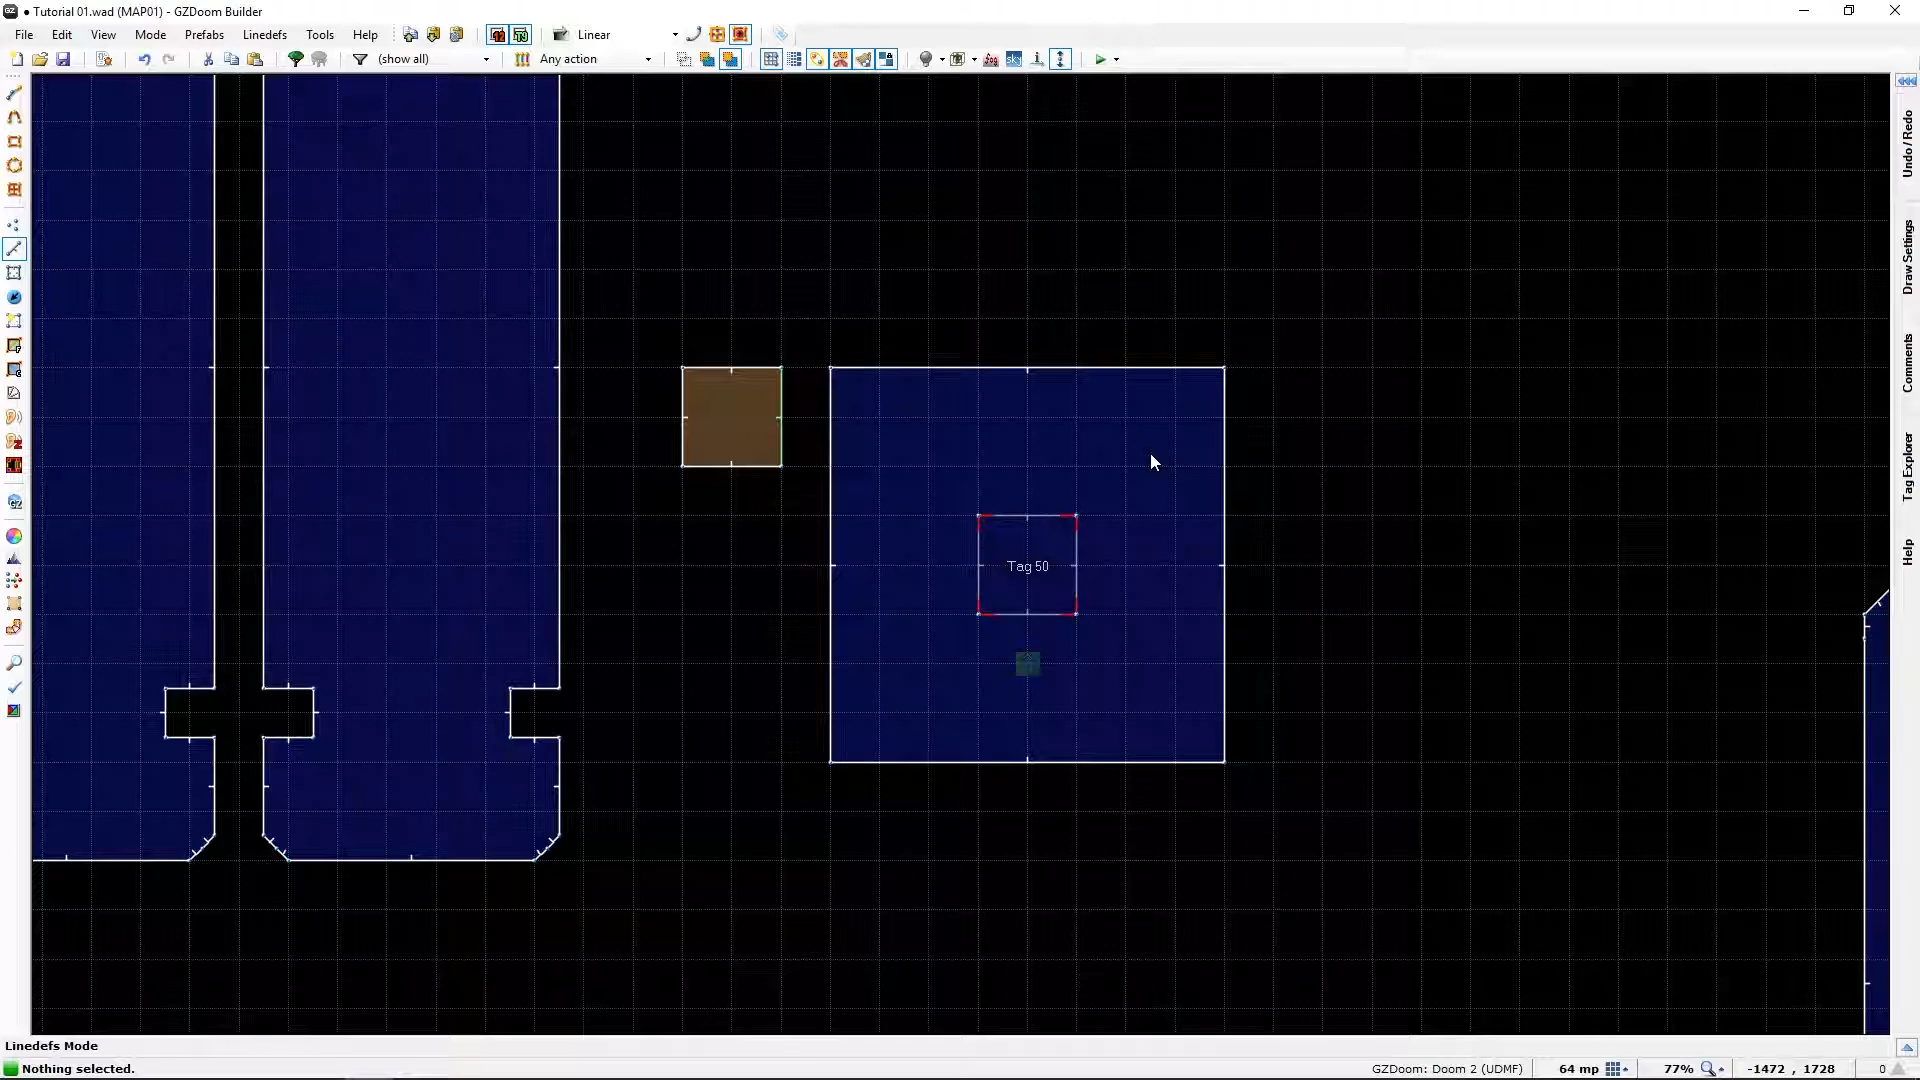 Tutorial 01.wad (MAP01) - GZDoom Builder
File Edit View Mode Prefabs Linedefs Tools Help Linear
(show all) Any action
Undo / Redo
Draw Settings
Comments
Tag Explorer
Help
Tag 50
Linedefs Mode
Nothing selected. GZDoom: Doom 2 (UDMF) 64 mp 77% -1472 , 1728 0